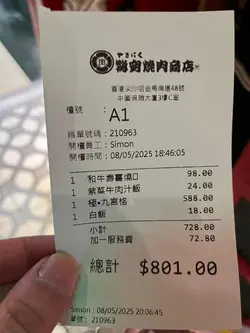 やきにく
燒肉商店
香港尖沙咀金馬倫道48號
中國保險大廈3樓C室
檯號：
A1
賬單號碼：210963
開檯員工：Simon
開檯時間：08/05/2025 18:46:05
1 和牛壽喜燒 98.00
1 紫菜牛肉汁飯 24.00
1 極•九宮格 588.00
1 白飯 18.00
小計 728.00
加一服務費 72.80
總計 $801.00
Simon：08/05/2025 20:06:45
單號：210963